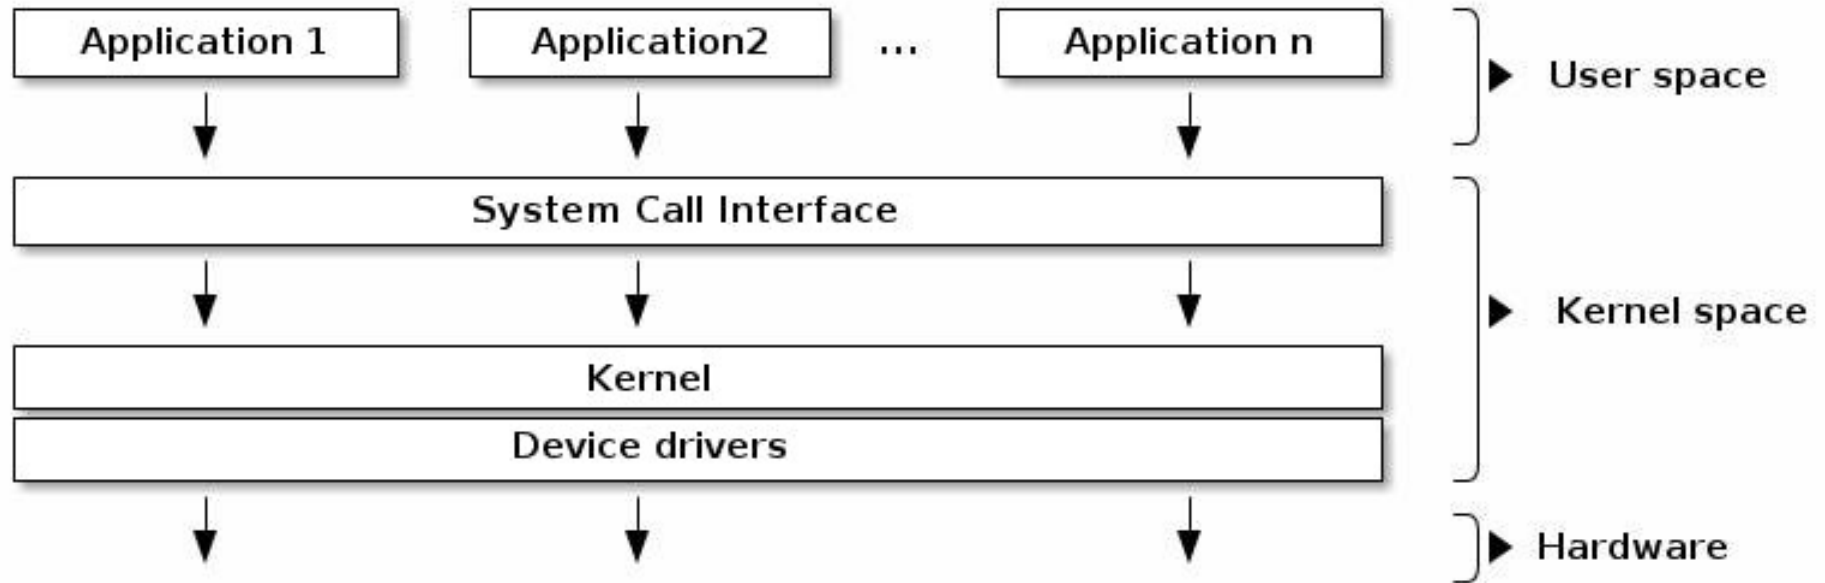 Application 1
Application2
...
Application n
User space
System Call Interface
Kernel space
Kernel
Device drivers
Hardware